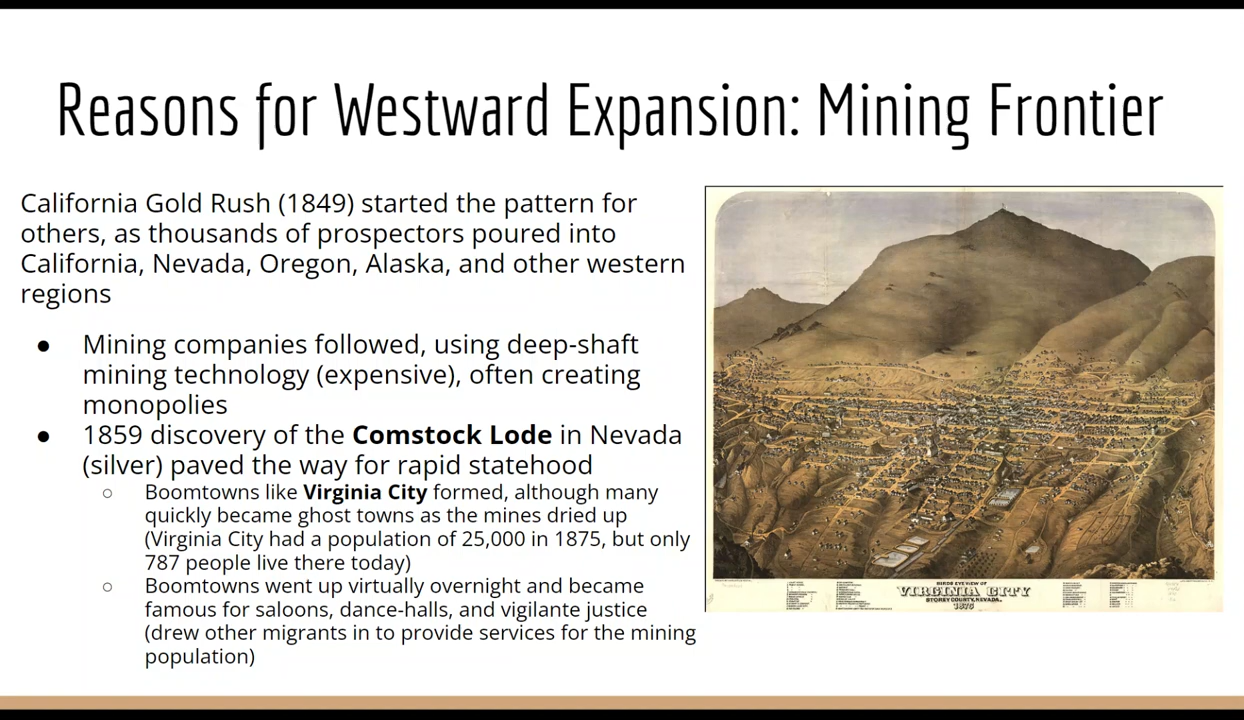 Reasons for Westward Expansion: Mining Frontier
California Gold Rush (1849) started the pattern for
others, as thousands of prospectors poured into
California, Nevada, Oregon, Alaska, and other western
regions
● Mining companies followed, using deep-shaft
mining technology (expensive), often creating
monopolies
● 1859 discovery of the Comstock Lode in Nevada
(silver) paved the way for rapid statehood
○ Boomtowns like Virginia City formed, although many
quickly became ghost towns as the mines dried up
(Virginia City had a population of 25,000 in 1875, but only
787 people live there today)
○ Boomtowns went up virtually overnight and became
famous for saloons, dance-halls, and vigilante justice
(drew other migrants in to provide services for the mining
population)
BIRDS EYE VIEW OF
VIRGINIA CITY
STOREY COUNTY, NEVADA.
1875